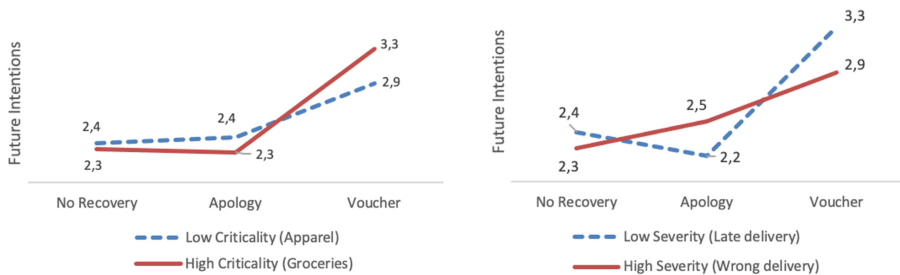 Future Intentions
3,3
2,9
2,4
2,4
2,3
2,3
No Recovery
Apology
Voucher
Low Criticality (Apparel)
High Criticality (Groceries)
Future Intentions
3,3
2,9
2,4
2,5
2,3
2,2
No Recovery
Apology
Voucher
Low Severity (Late delivery)
High Severity (Wrong delivery)